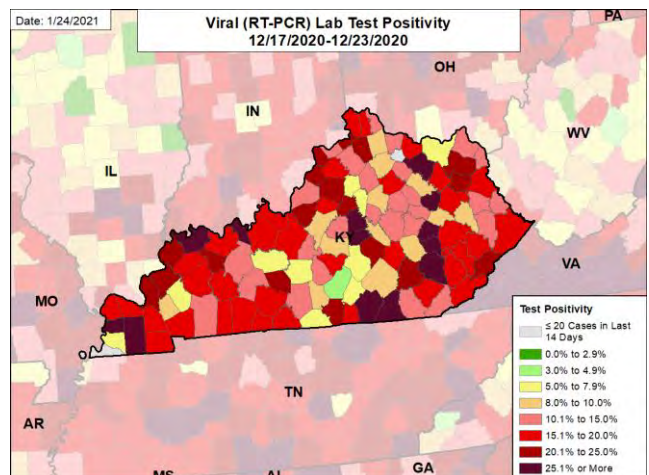 Date: 1/24/2021
Viral (RT-PCR) Lab Test Positivity
12/17/2020-12/23/2020
PA
OH
IN
WV
IL
KY
VA
MO
Test Positivity
≤ 20 Cases in Last
14 Days
0.0% to 2.9%
3.0% to 4.9%
5.0% to 7.9%
8.0% to 10.0%
10.1% to 15.0%
15.1% to 20.0%
20.1% to 25.0%
25.1% or More
TN
AR
MS
AL
GA